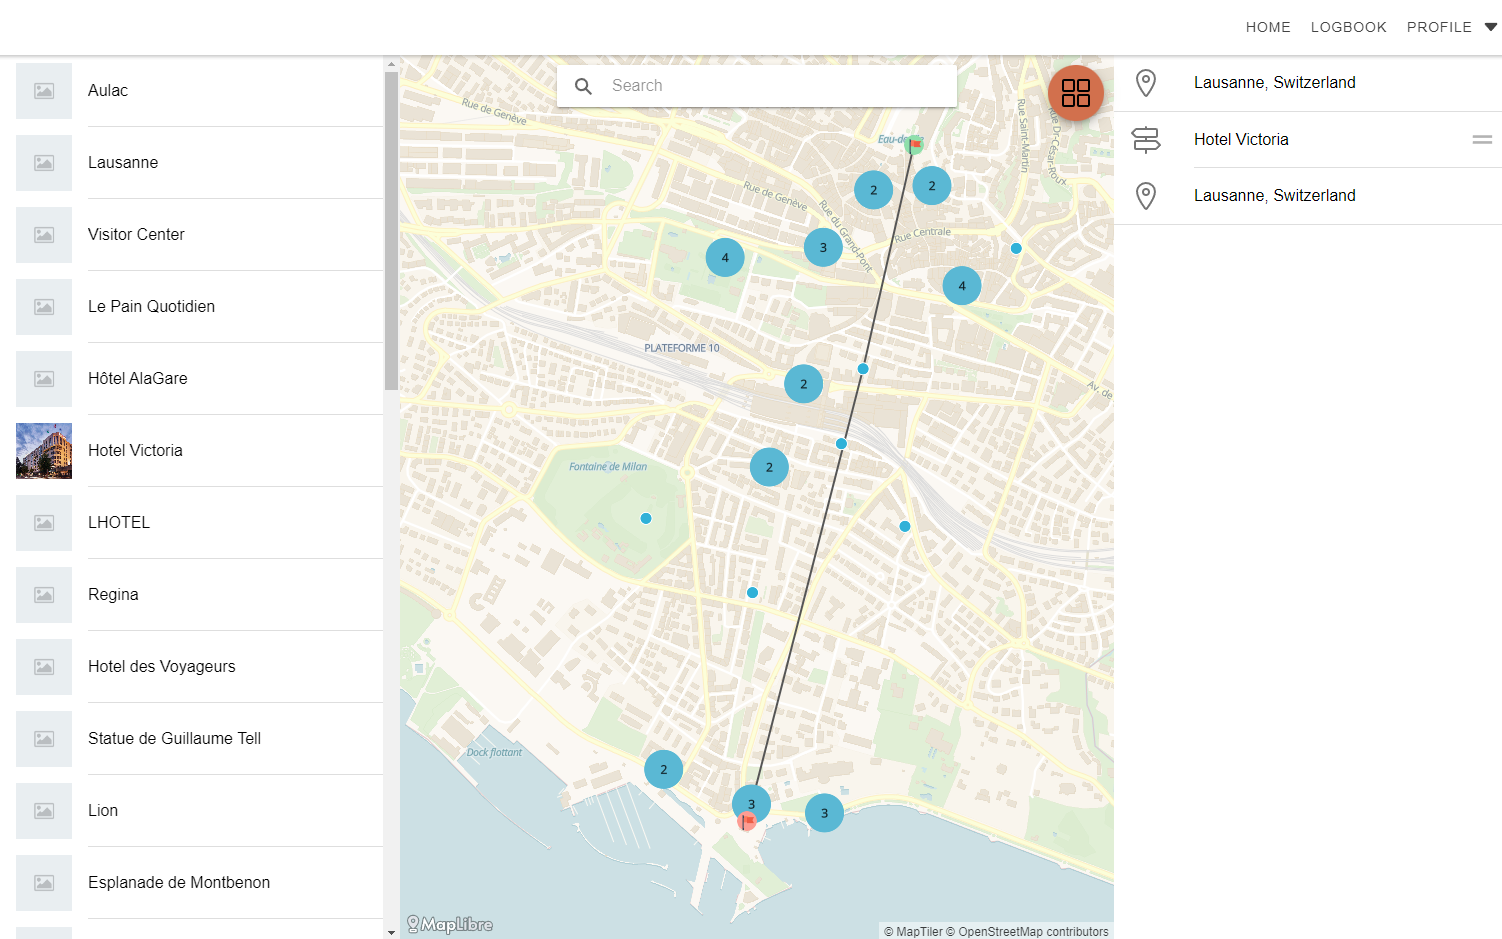 HOME LOGBOOK PROFILE
Aulac
Lausanne
Visitor Center
Le Pain Quotidien
Hôtel AlaGare
Hotel Victoria
LHOTEL
Regina
Hotel des Voyageurs
Statue de Guillaume Tell
Lion
Esplanade de Montbenon
Search
Rue de Genève
Rue Saint-Martin
Rue Dr-César-Roux
2
2
Rue de Genève
Rue du Grand-Pont
Rue Centrale
3
4
4
PLATEFORME 10
2
Av. de
2
Fontaine de Milan
Dock flottant
2
3
3
MapLibre
© MapTiler © OpenStreetMap contributors
Lausanne, Switzerland
Hotel Victoria
Lausanne, Switzerland